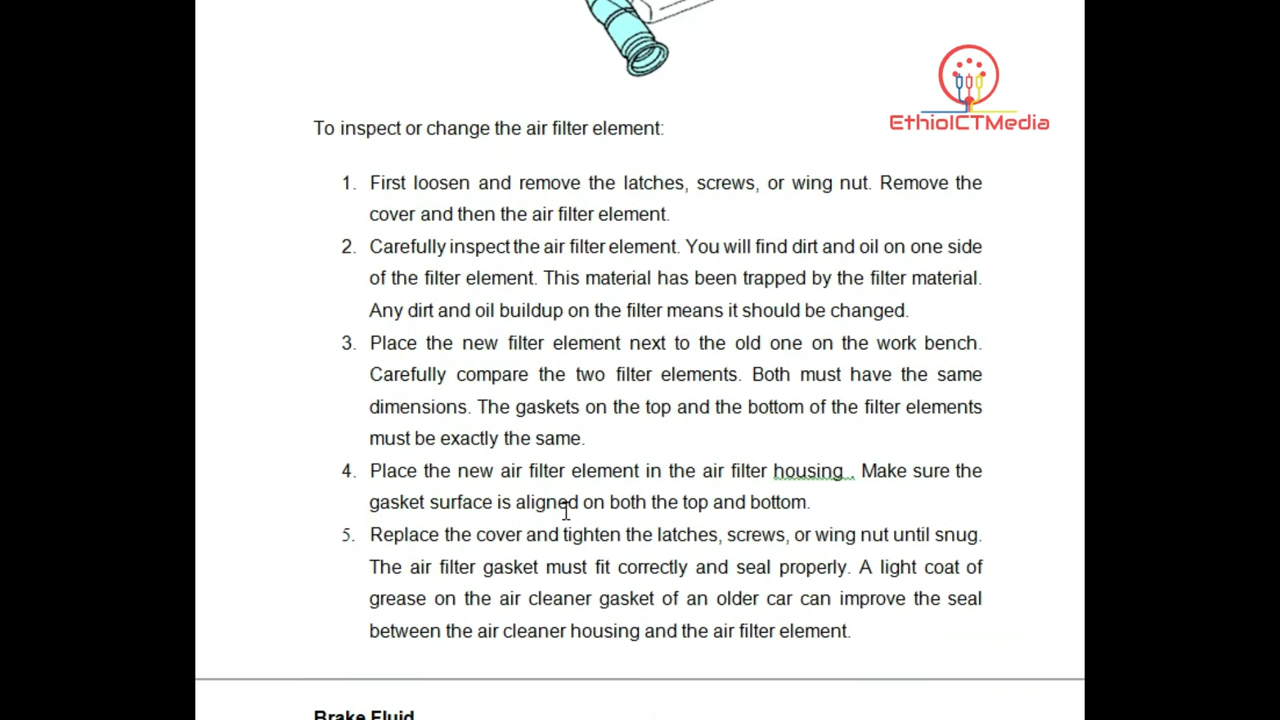 EthioICTMedia
To inspect or change the air filter element:
1. First loosen and remove the latches, screws, or wing nut. Remove the
cover and then the air filter element.
2. Carefully inspect the air filter element. You will find dirt and oil on one side
of the filter element. This material has been trapped by the filter material.
Any dirt and oil buildup on the filter means it should be changed.
3. Place the new filter element next to the old one on the work bench.
Carefully compare the two filter elements. Both must have the same
dimensions. The gaskets on the top and the bottom of the filter elements
must be exactly the same.
4. Place the new air filter element in the air filter housing . Make sure the
gasket surface is aligned on both the top and bottom.
5. Replace the cover and tighten the latches, screws, or wing nut until snug.
The air filter gasket must fit correctly and seal properly. A light coat of
grease on the air cleaner gasket of an older car can improve the seal
between the air cleaner housing and the air filter element.
Brake Fluid